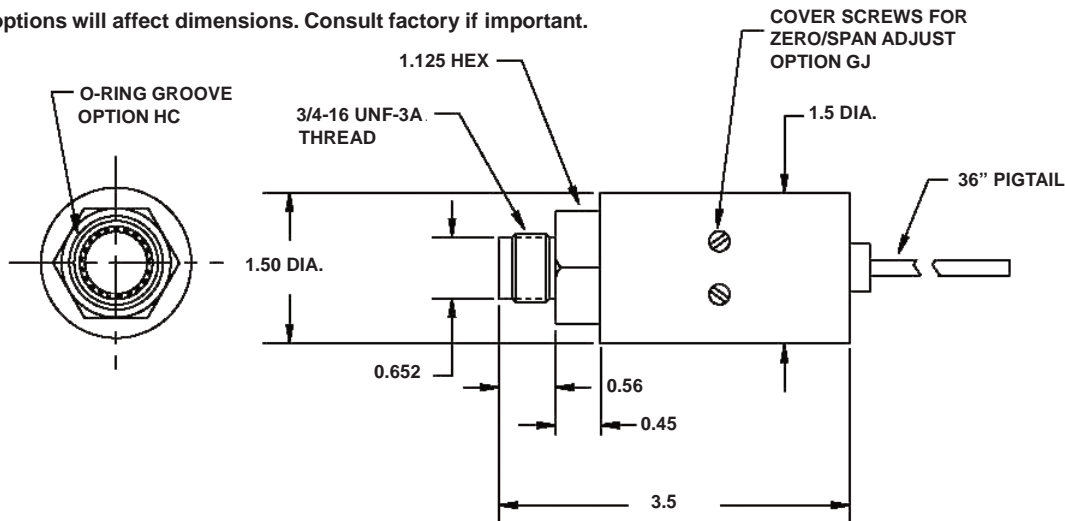 options will affect dimensions. Consult factory if important.
COVER SCREWS FOR
ZERO/SPAN ADJUST
OPTION GJ
1.125 HEX
O-RING GROOVE
OPTION HC
3/4-16 UNF-3A
THREAD
1.5 DIA.
36” PIGTAIL
1.50 DIA.
0.652
0.56
0.45
3.5